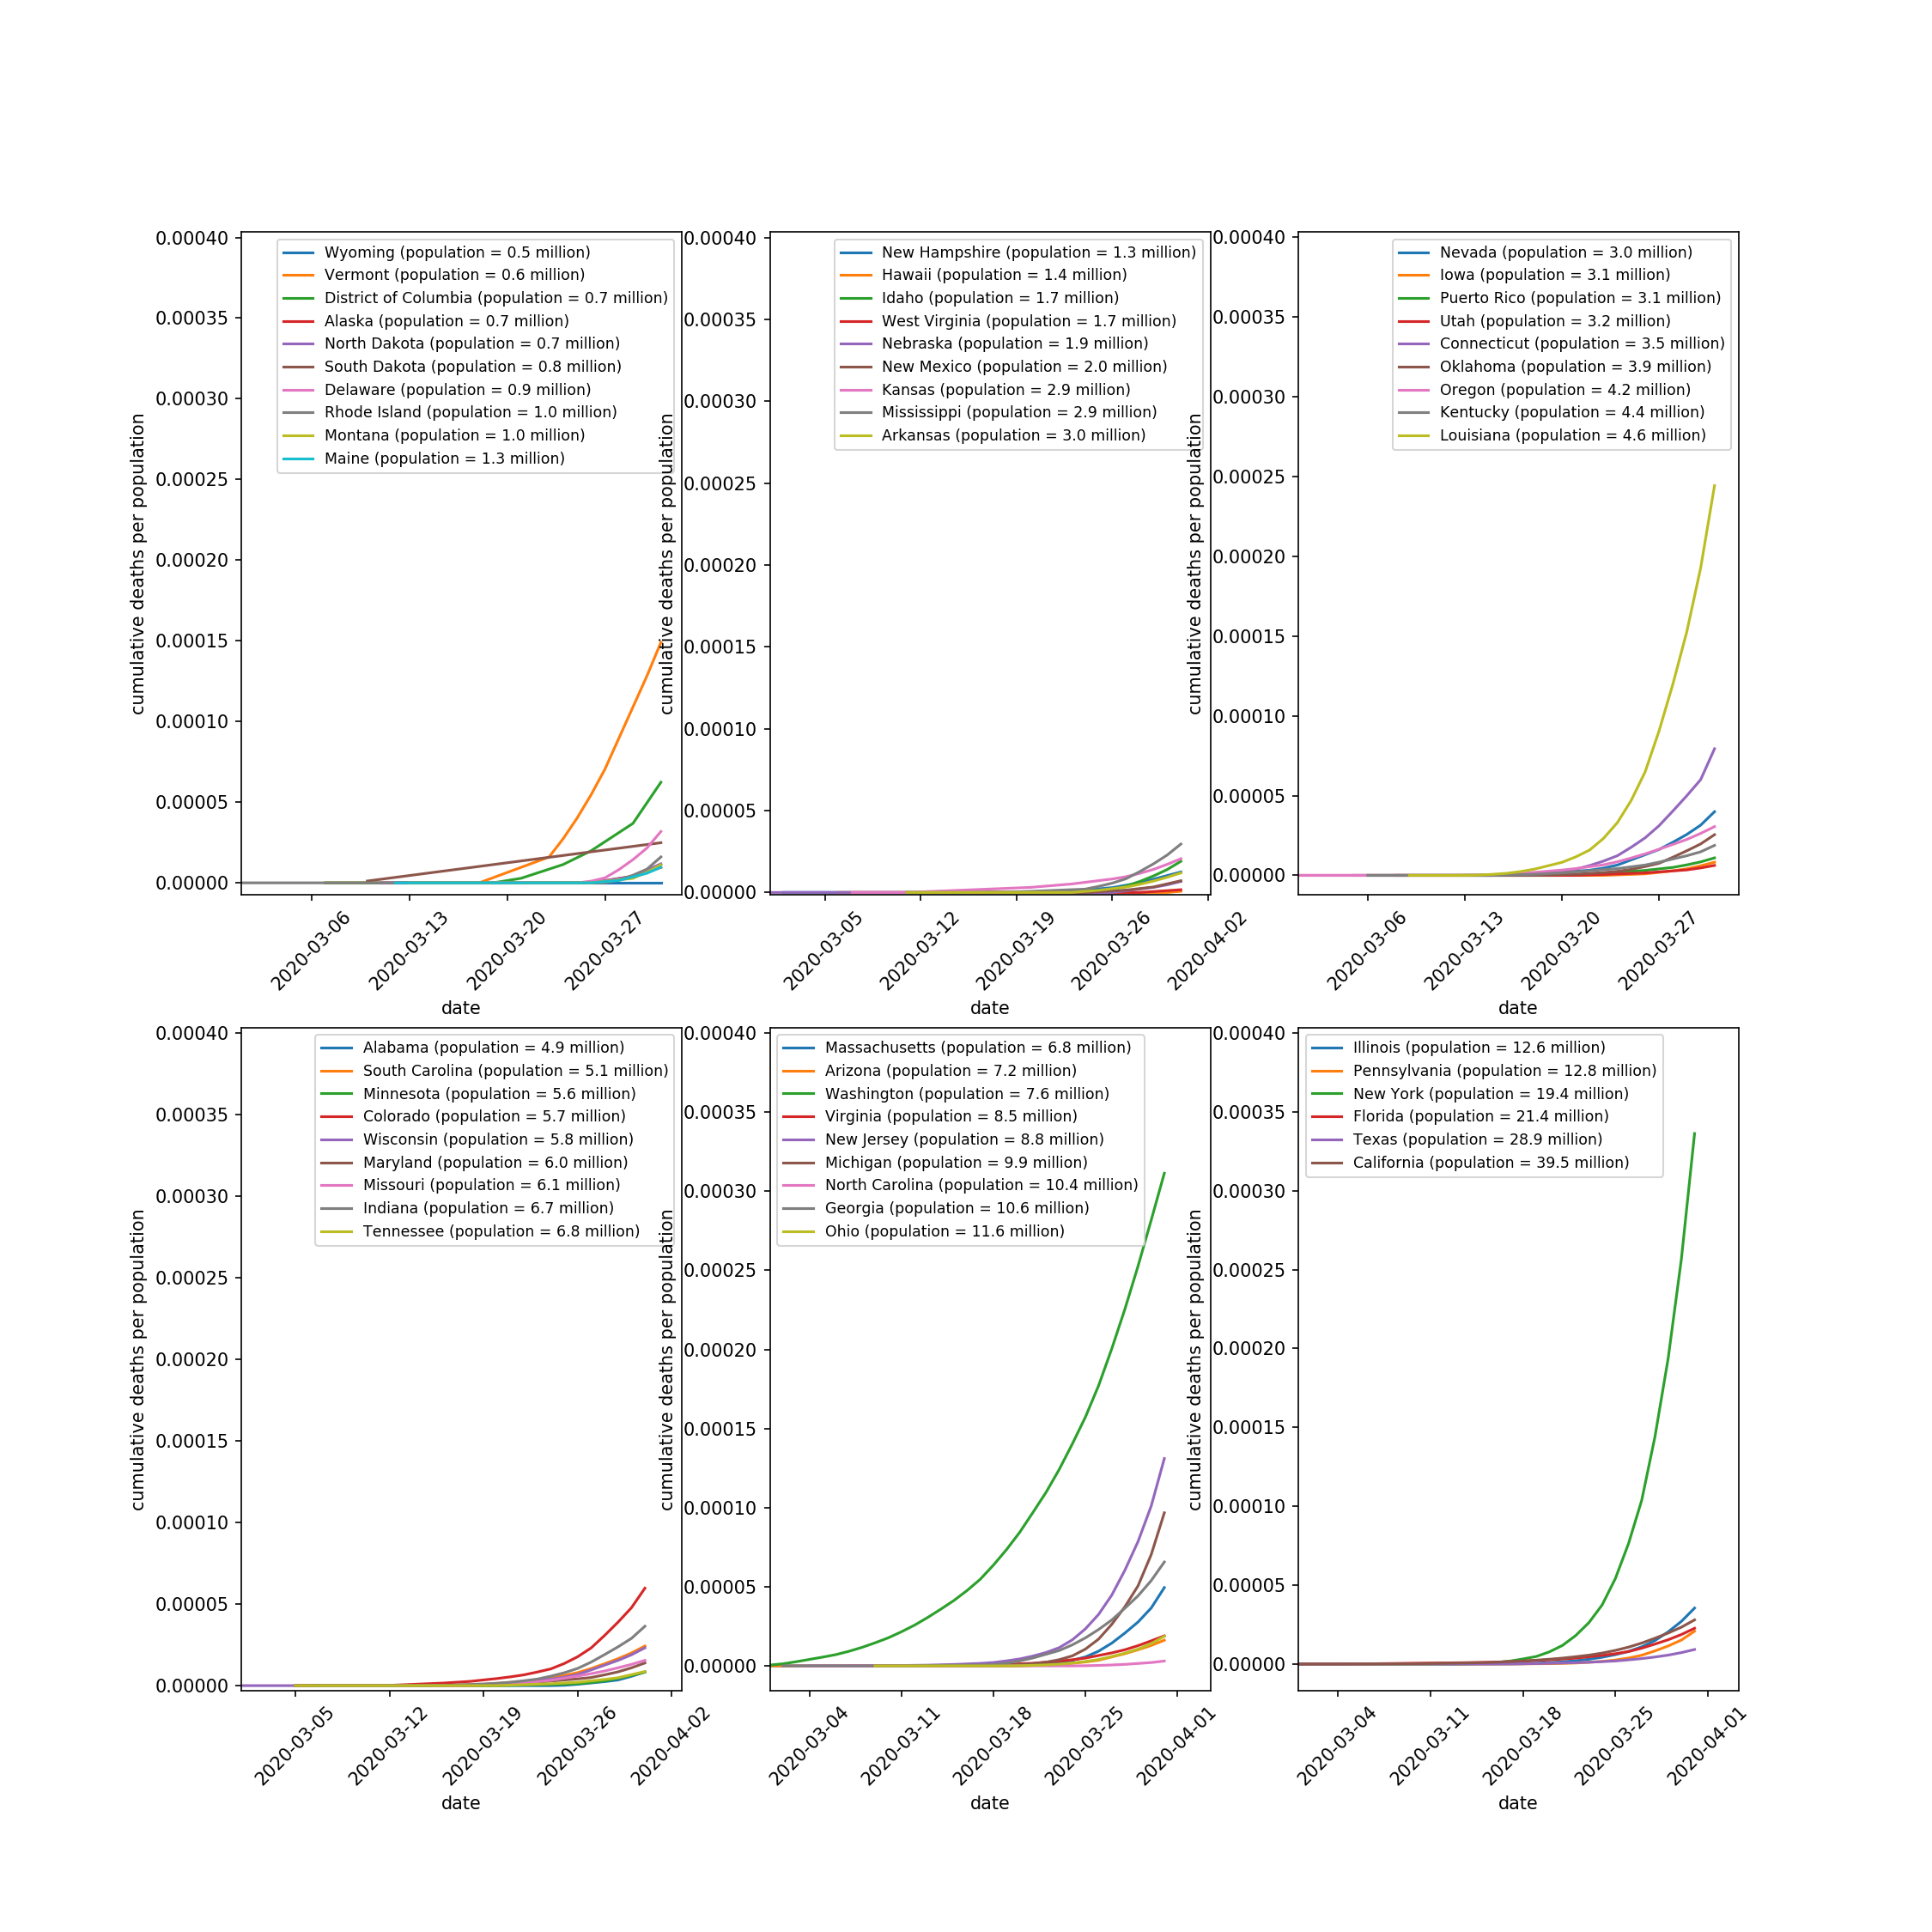 0.00040
0.00035
0.00030
0.00025
0.00020
0.00015
0.00010
0.00005
0.00000
cumulative deaths per population
Wyoming (population = 0.5 million)
Vermont (population = 0.6 million)
District of Columbia (population = 0.7 million)
Alaska (population = 0.7 million)
North Dakota (population = 0.7 million)
South Dakota (population = 0.8 million)
Delaware (population = 0.9 million)
Rhode Island (population = 1.0 million)
Montana (population = 1.0 million)
Maine (population = 1.3 million)
2020-03-06
2020-03-13
2020-03-20
2020-03-27
date
0.00040
0.00035
0.00030
0.00025
0.00020
0.00015
0.00010
0.00005
0.00000
cumulative deaths per population
New Hampshire (population = 1.3 million)
Hawaii (population = 1.4 million)
Idaho (population = 1.7 million)
West Virginia (population = 1.7 million)
Nebraska (population = 1.9 million)
New Mexico (population = 2.0 million)
Kansas (population = 2.9 million)
Mississippi (population = 2.9 million)
Arkansas (population = 3.0 million)
2020-03-05
2020-03-12
2020-03-19
2020-03-26
2020-04-02
date
0.00040
0.00035
0.00030
0.00025
0.00020
0.00015
0.00010
0.00005
0.00000
cumulative deaths per population
Nevada (population = 3.0 million)
Iowa (population = 3.1 million)
Puerto Rico (population = 3.1 million)
Utah (population = 3.2 million)
Connecticut (population = 3.5 million)
Oklahoma (population = 3.9 million)
Oregon (population = 4.2 million)
Kentucky (population = 4.4 million)
Louisiana (population = 4.6 million)
2020-03-06
2020-03-13
2020-03-20
2020-03-27
date
0.00040
0.00035
0.00030
0.00025
0.00020
0.00015
0.00010
0.00005
0.00000
cumulative deaths per population
Alabama (population = 4.9 million)
South Carolina (population = 5.1 million)
Minnesota (population = 5.6 million)
Colorado (population = 5.7 million)
Wisconsin (population = 5.8 million)
Maryland (population = 6.0 million)
Missouri (population = 6.1 million)
Indiana (population = 6.7 million)
Tennessee (population = 6.8 million)
2020-03-05
2020-03-12
2020-03-19
2020-03-26
2020-04-02
date
0.00040
0.00035
0.00030
0.00025
0.00020
0.00015
0.00010
0.00005
0.00000
cumulative deaths per population
Massachusetts (population = 6.8 million)
Arizona (population = 7.2 million)
Washington (population = 7.6 million)
Virginia (population = 8.5 million)
New Jersey (population = 8.8 million)
Michigan (population = 9.9 million)
North Carolina (population = 10.4 million)
Georgia (population = 10.6 million)
Ohio (population = 11.6 million)
2020-03-04
2020-03-11
2020-03-18
2020-03-25
2020-04-01
date
0.00040
0.00035
0.00030
0.00025
0.00020
0.00015
0.00010
0.00005
0.00000
cumulative deaths per population
Illinois (population = 12.6 million)
Pennsylvania (population = 12.8 million)
New York (population = 19.4 million)
Florida (population = 21.4 million)
Texas (population = 28.9 million)
California (population = 39.5 million)
2020-03-04
2020-03-11
2020-03-18
2020-03-25
2020-04-01
date